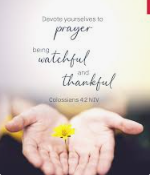 Devote yourselves to
prayer
being
watchful
and
thankful
Colossians 4:2 NIV